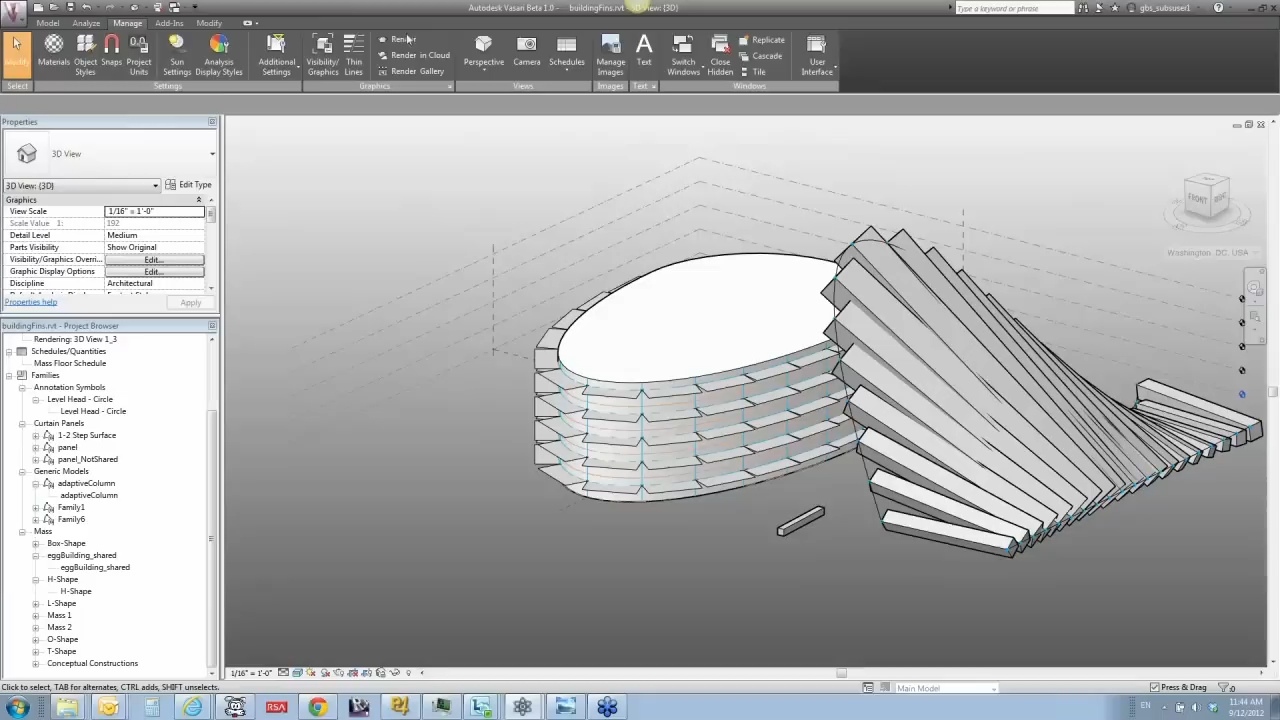 Autodesk Vasari Beta 1.0 - buildingFins.rvt - 3D View: {3D}
Type a keyword or phrase
gbs_subsuser1
Model Analyze Manage Add-Ins Modify
Modify
Materials
Object Styles
Snaps
Project Units
Sun Settings
Analysis Display Styles
Additional Settings
Visibility/ Graphics
Thin Lines
Render
Render in Cloud
Render Gallery
Perspective
Camera
Schedules
Manage Images
Text
Switch Windows
Close Hidden
Replicate
Cascade
Tile
User Interface
Select Settings Graphics Views Images Text Windows
Properties
3D View
3D View: {3D} Edit Type
Graphics
View Scale 1/16" = 1'-0"
Scale Value 1: 192
Detail Level Medium
Parts Visibility Show Original
Visibility/Graphics Overri... Edit...
Graphic Display Options Edit...
Discipline Architectural
Properties help Apply
buildingFins.rvt - Project Browser
Rendering: 3D View 1_3
Schedules/Quantities
Mass Floor Schedule
Families
Annotation Symbols
Level Head - Circle
Level Head - Circle
Curtain Panels
1-2 Step Surface
panel
panel_NotShared
Generic Models
adaptiveColumn
adaptiveColumn
Family1
Family6
Mass
Box-Shape
eggBuilding_shared
eggBuilding_shared
H-Shape
H-Shape
L-Shape
Mass 1
Mass 2
O-Shape
T-Shape
Conceptual Constructions
FRONT RIGHT
Washington, DC, USA
1/16" = 1'-0"
Click to select, TAB for alternates, CTRL adds, SHIFT unselects.
Main Model
Press & Drag
:0
RSA
EN
11:44 AM
9/12/2012